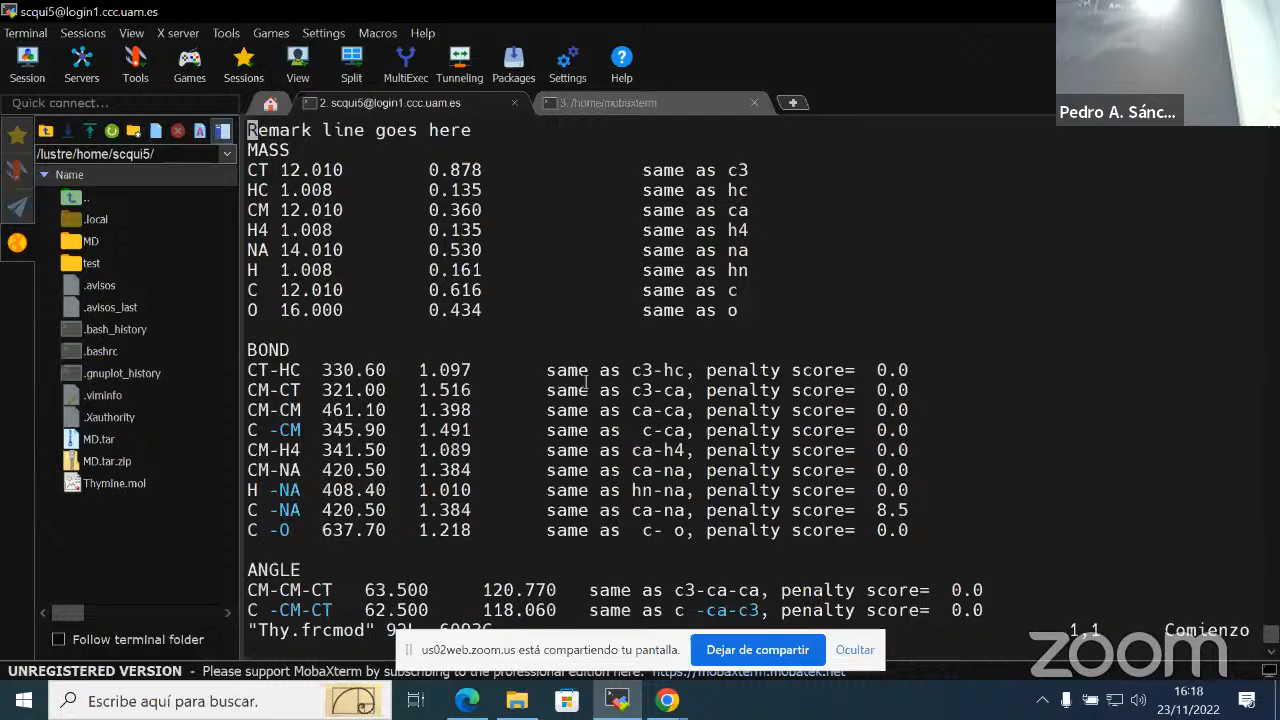 scqui5@login1.ccc.uam.es
Terminal Sessions View X server Tools Games Settings Macros Help
Session Servers Tools Games Sessions View Split MultiExec Tunneling Packages Settings Help
Pedro A. Sánc...
Quick connect...
2. scqui5@login1.ccc.uam.es
3. /home/mobaxterm
/lustre/home/scqui5/
Name
..
.local
MD
test
.avisos
.avisos_last
.bash_history
.bashrc
.gnuplot_history
.viminfo
.Xauthority
MD.tar
MD.tar.zip
Thymine.mol
Follow terminal folder
Remark line goes here
MASS
CT 12.010 0.878 same as c3
HC 1.008 0.135 same as hc
CM 12.010 0.360 same as ca
H4 1.008 0.135 same as h4
NA 14.010 0.530 same as na
H 1.008 0.161 same as hn
C 12.010 0.616 same as c
O 16.000 0.434 same as o
BOND
CT-HC 330.60 1.097 same as c3-hc, penalty score= 0.0
CM-CT 321.00 1.516 same as c3-ca, penalty score= 0.0
CM-CM 461.10 1.398 same as ca-ca, penalty score= 0.0
C -CM 345.90 1.491 same as c-ca, penalty score= 0.0
CM-H4 341.50 1.089 same as ca-h4, penalty score= 0.0
CM-NA 420.50 1.384 same as ca-na, penalty score= 0.0
H -NA 408.40 1.010 same as hn-na, penalty score= 0.0
C -NA 420.50 1.384 same as ca-na, penalty score= 8.5
C -O 637.70 1.218 same as c- o, penalty score= 0.0
ANGLE
CM-CM-CT 63.500 120.770 same as c3-ca-ca, penalty score= 0.0
C -CM-CT 62.500 118.060 same as c -ca-c3, penalty score= 0.0
"Thy.frcmod" 1,1 Comienzo
us02web.zoom.us está compartiendo tu pantalla. Dejar de compartir Ocultar
zoom
UNREGISTERED VERSION - Please support MobaXterm by subscribing to the professional edition here: https://mobaxterm.mobatek.net
Escribe aquí para buscar.
16:18
23/11/2022